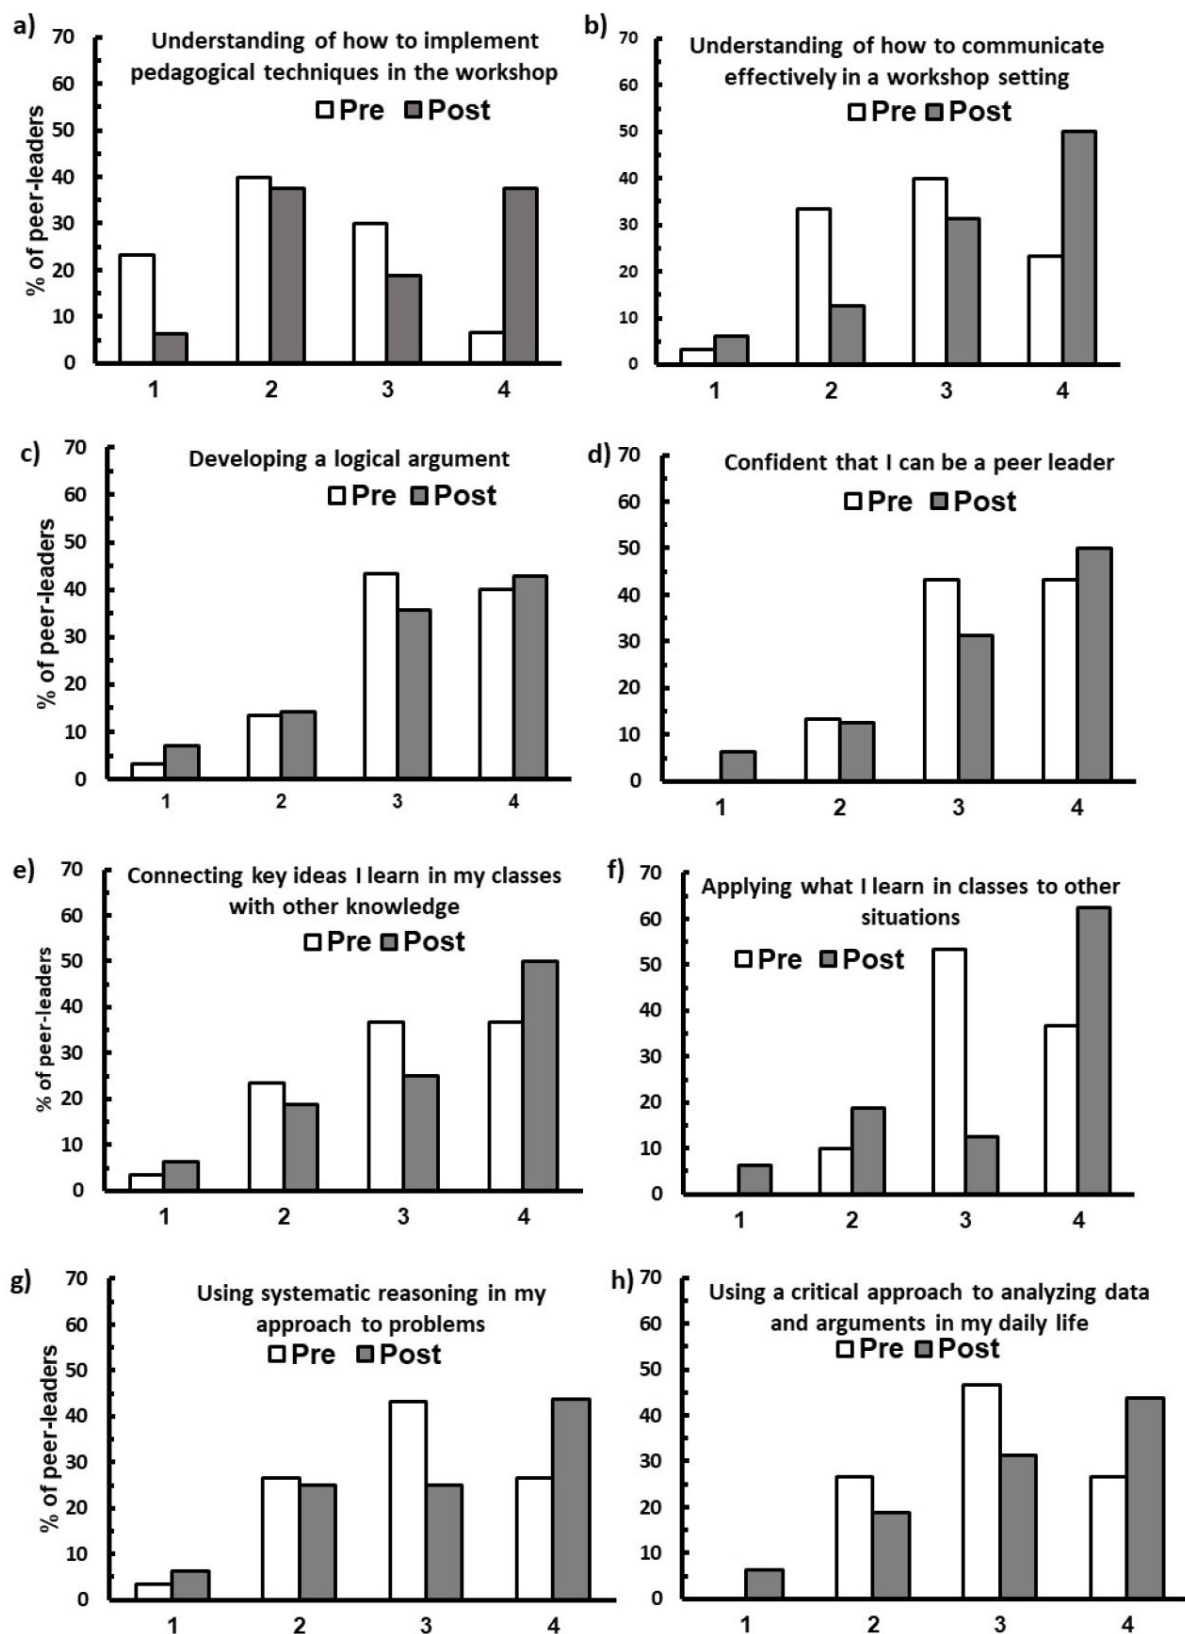 a)
Understanding of how to implement
pedagogical techniques in the workshop
Pre Post
% of peer-leaders
70
60
50
40
30
20
10
0
1 2 3 4
b)
Understanding of how to communicate
effectively in a workshop setting
Pre Post
70
60
50
40
30
20
10
0
1 2 3 4
c)
Developing a logical argument
Pre Post
% of peer-leaders
70
60
50
40
30
20
10
0
1 2 3 4
d)
Confident that I can be a peer leader
Pre Post
70
60
50
40
30
20
10
0
1 2 3 4
e)
Connecting key ideas I learn in my classes
with other knowledge
Pre Post
% of peer-leaders
70
60
50
40
30
20
10
0
1 2 3 4
f)
Applying what I learn in classes to other
situations
Pre Post
70
60
50
40
30
20
10
0
1 2 3 4
g)
Using systematic reasoning in my
approach to problems
Pre Post
% of peer-leaders
70
60
50
40
30
20
10
0
1 2 3 4
h)
Using a critical approach to analyzing data
and arguments in my daily life
Pre Post
70
60
50
40
30
20
10
0
1 2 3 4